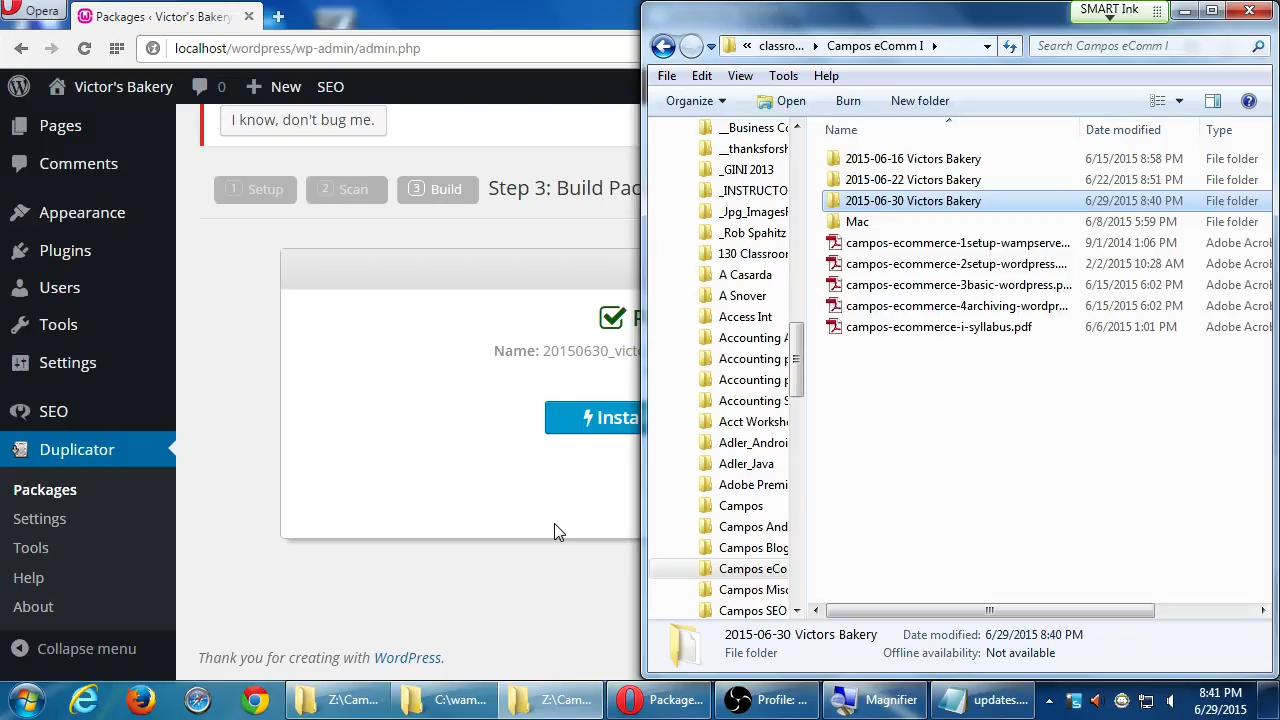 Opera
Packages ‹ Victor's Bakery
localhost/wordpress/wp-admin/admin.php
Victor's Bakery
0
New
SEO
Pages
Comments
Appearance
Plugins
Users
Tools
Settings
SEO
Duplicator
Packages
Settings
Tools
Help
About
Collapse menu
I know, don't bug me.
1 Setup
2 Scan
3 Build
Step 3: Build Pac
Name: 20150630_victo
Insta
Thank you for creating with WordPress.
SMART Ink
« classro...
Campos eComm I
Search Campos eComm I
File
Edit
View
Tools
Help
Organize
Open
Burn
New folder
__Business Co
__thanksforsh
_GINI 2013
_INSTRUCTO
_Jpg_ImagesF
_Rob Spahitz
130 Classroon
A Casarda
A Snover
Access Int
Accounting A
Accounting p
Accounting p
Accounting S
Acct Worksho
Adler_Androi
Adler_Java
Adobe Premi
Campos
Campos And
Campos Blog
Campos eCo
Campos Misc
Campos SEO
Name
Date modified
Type
2015-06-16 Victors Bakery
6/15/2015 8:58 PM
File folder
2015-06-22 Victors Bakery
6/22/2015 8:51 PM
File folder
2015-06-30 Victors Bakery
6/29/2015 8:40 PM
File folder
Mac
6/8/2015 5:59 PM
File folder
campos-ecommerce-1setup-wampserve...
9/1/2014 1:06 PM
Adobe Acrob
campos-ecommerce-2setup-wordpress....
2/2/2015 10:28 AM
Adobe Acrob
campos-ecommerce-3basic-wordpress.p...
6/15/2015 6:02 PM
Adobe Acrob
campos-ecommerce-4archiving-wordpr...
6/15/2015 6:02 PM
Adobe Acrob
campos-ecommerce-i-syllabus.pdf
6/6/2015 1:01 PM
Adobe Acrob
2015-06-30 Victors Bakery
Date modified: 6/29/2015 8:40 PM
File folder
Offline availability: Not available
Z:\Cam...
C:\wam...
Z:\Cam...
Package...
Profile: ...
Magnifier
updates....
8:41 PM
6/29/2015